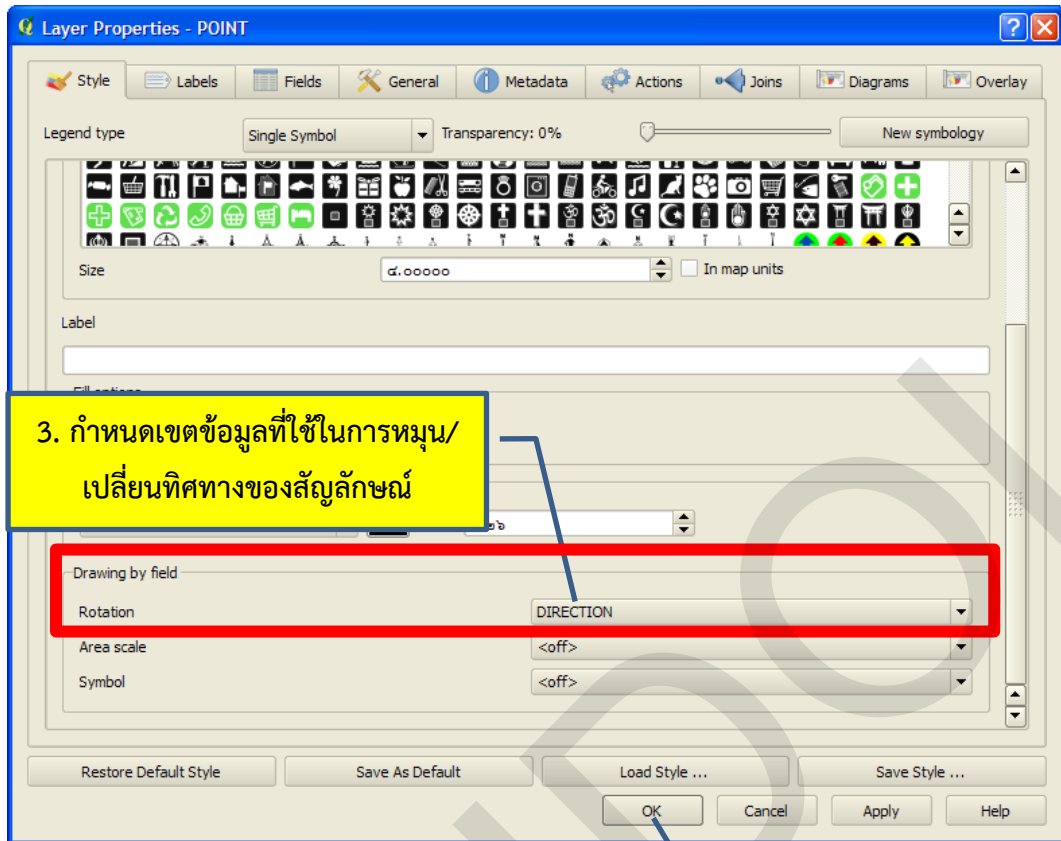 Layer Properties - POINT
Style Labels Fields General Metadata Actions Joins Diagrams Overlay
Legend type Single Symbol Transparency: 0% New symbology
Size ๔.๐๐๐๐๐ In map units
Label
3. กำหนดเขตข้อมูลที่ใช้ในการหมุน/
เปลี่ยนทิศทางของสัญลักษณ์
๒๖
Drawing by field
Rotation DIRECTION
Area scale <off>
Symbol <off>
Restore Default Style Save As Default Load Style ... Save Style ...
OK Cancel Apply Help